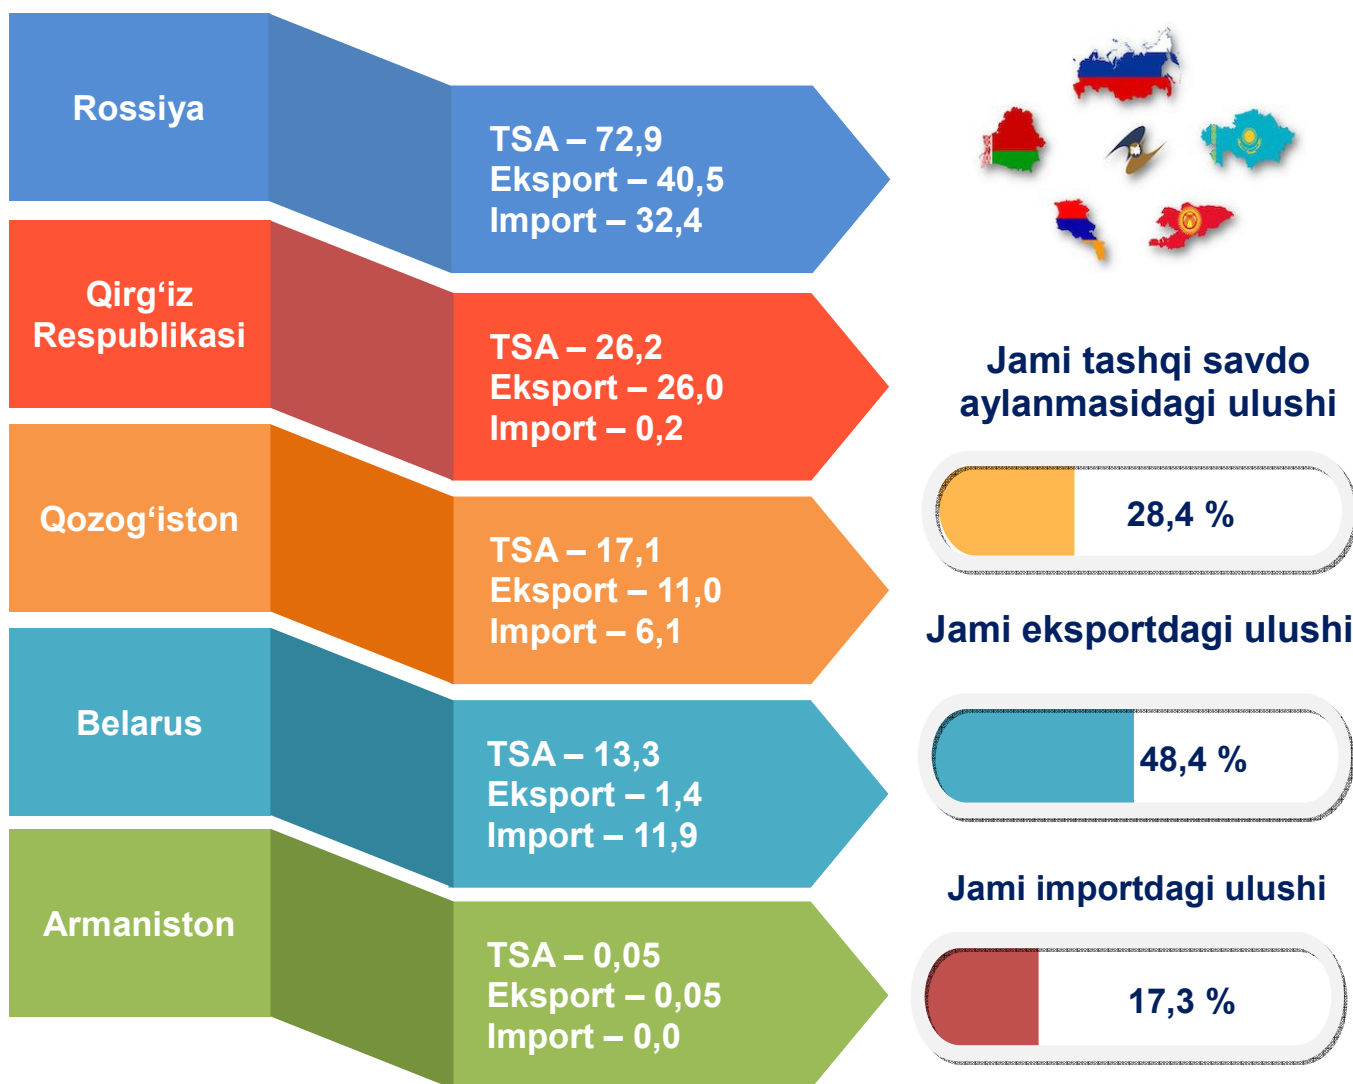 Rossiya
TSA – 72,9
Eksport – 40,5
Import – 32,4
Qirg‘iz
Respublikasi
TSA – 26,2
Eksport – 26,0
Import – 0,2
Qozog‘iston
TSA – 17,1
Eksport – 11,0
Import – 6,1
Belarus
TSA – 13,3
Eksport – 1,4
Import – 11,9
Armaniston
TSA – 0,05
Eksport – 0,05
Import – 0,0
Jami tashqi savdo
aylanmasidagi ulushi
28,4 %
Jami eksportdagi ulushi
48,4 %
Jami importdagi ulushi
17,3 %